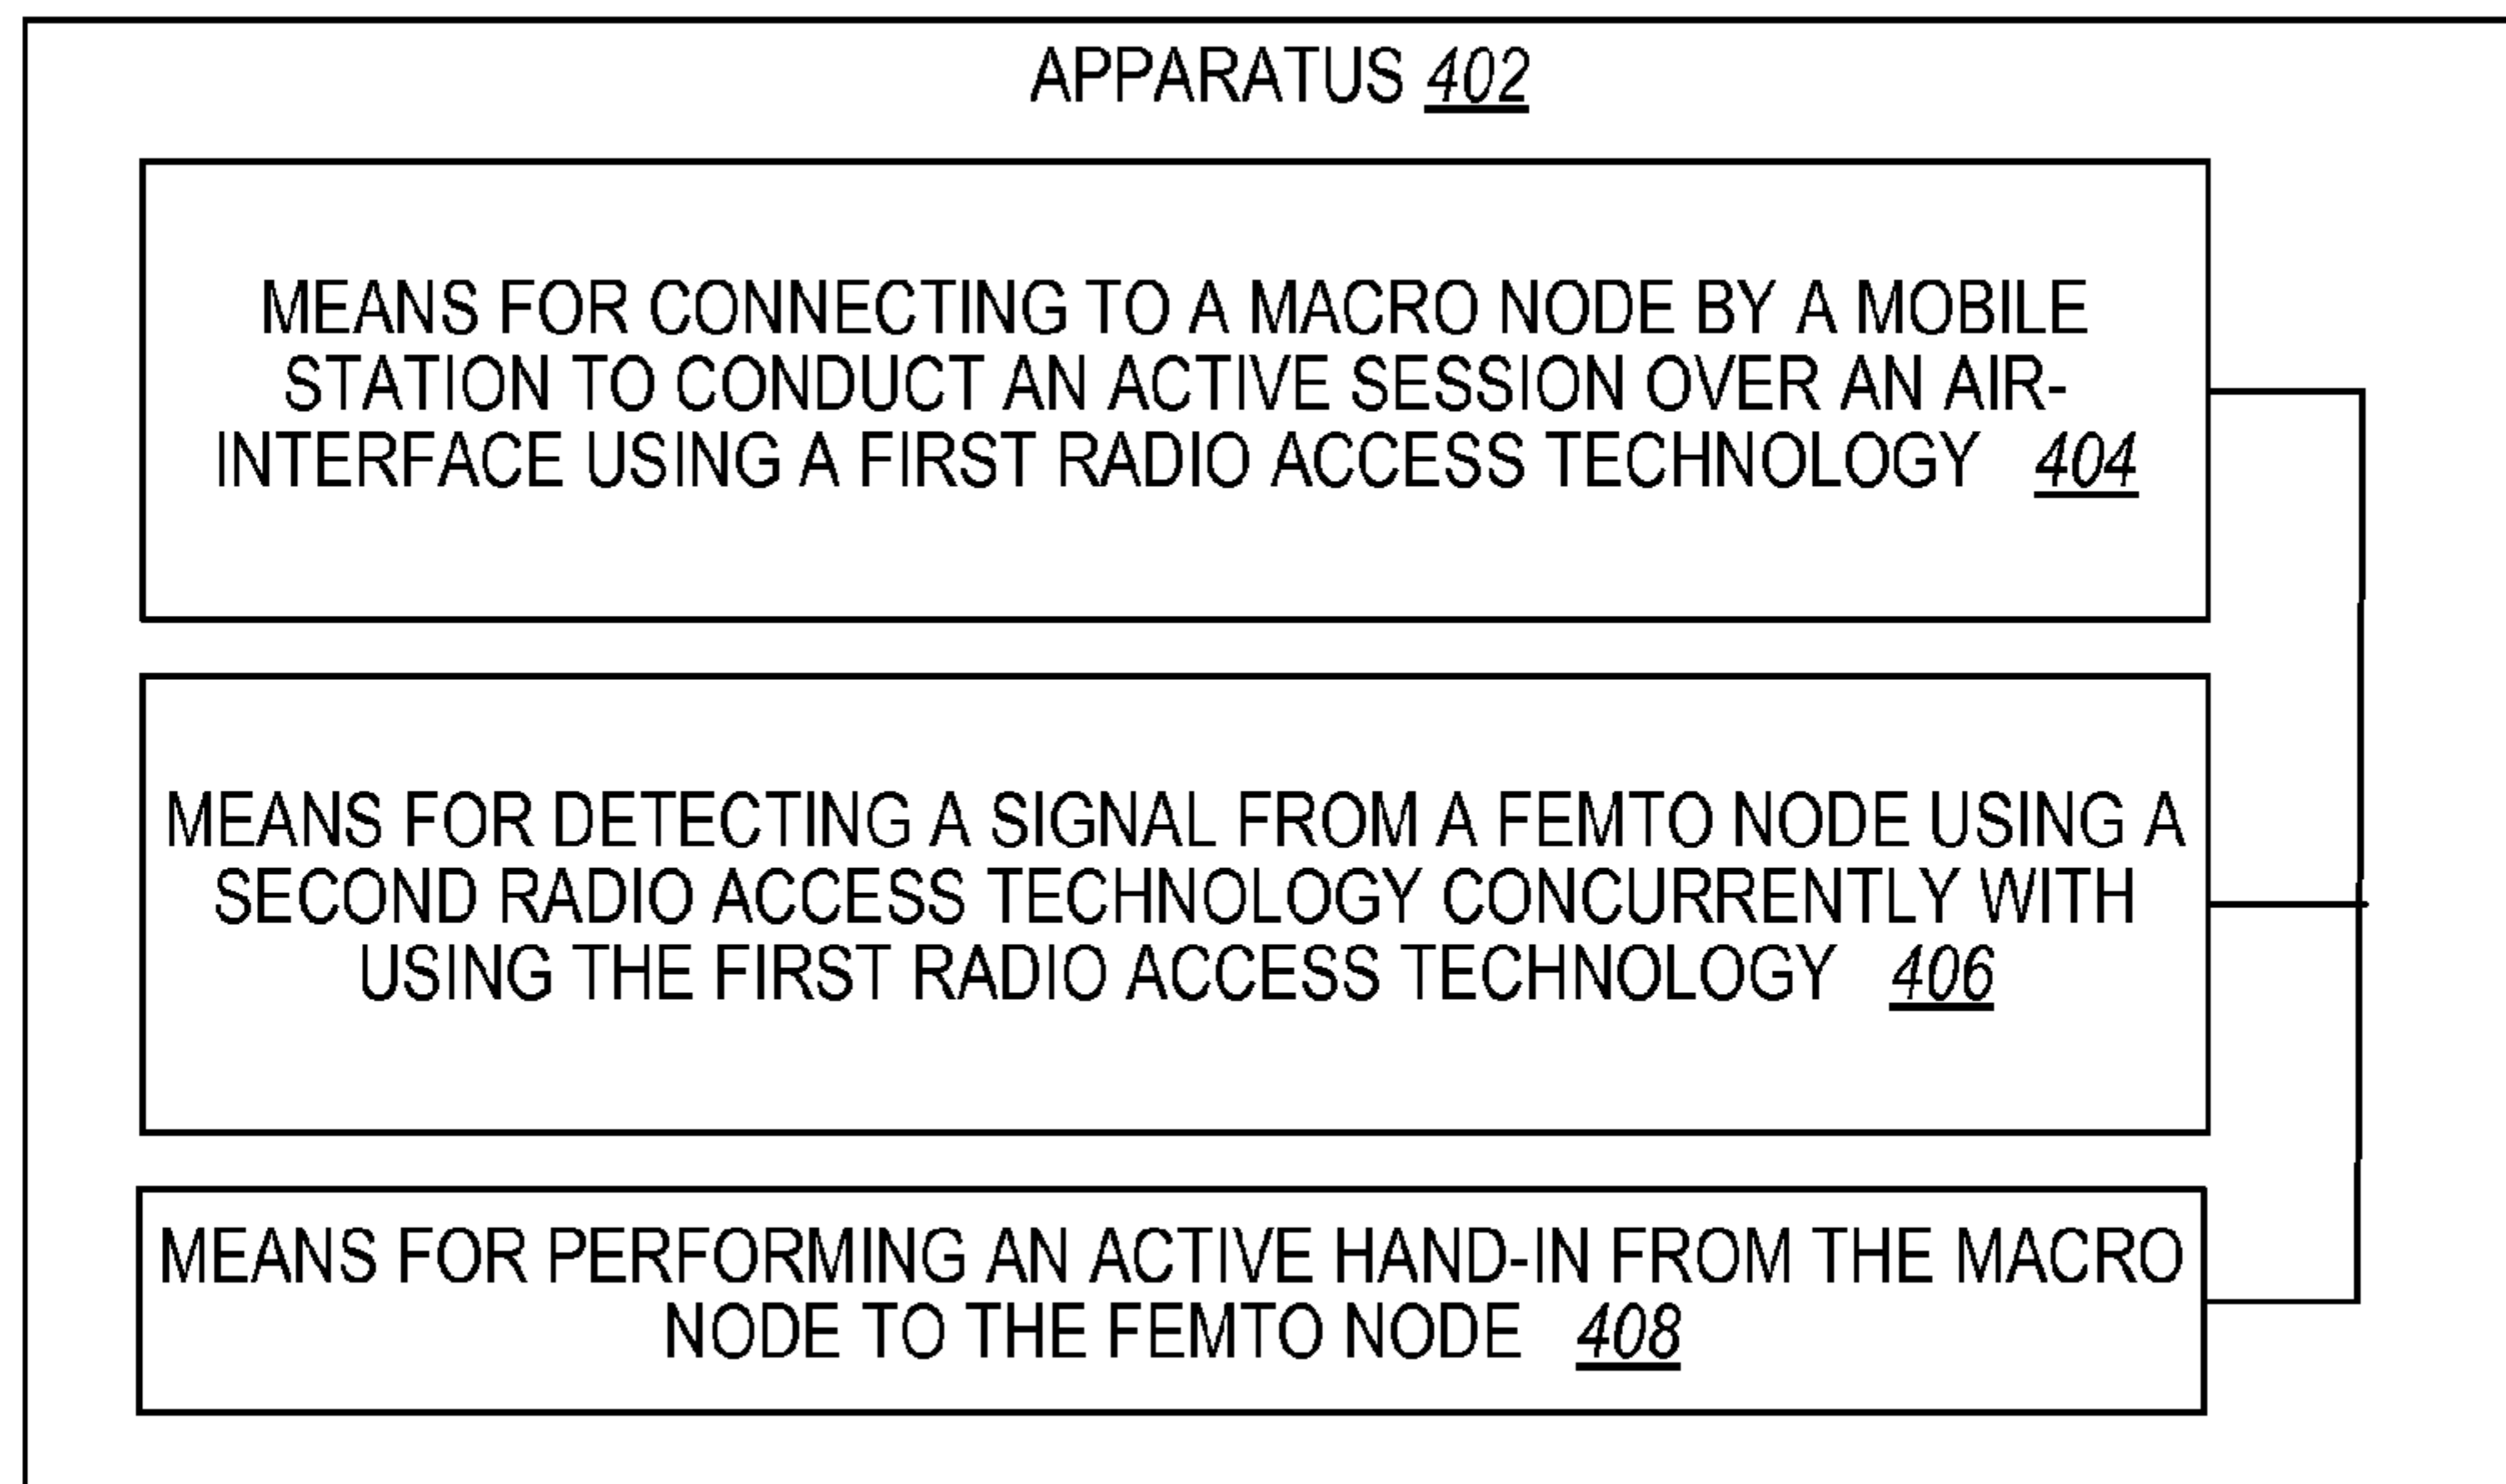 APPARATUS 402
MEANS FOR CONNECTING TO A MACRO NODE BY A MOBILE
STATION TO CONDUCT AN ACTIVE SESSION OVER AN AIR-
INTERFACE USING A FIRST RADIO ACCESS TECHNOLOGY 404
MEANS FOR DETECTING A SIGNAL FROM A FEMTO NODE USING A
SECOND RADIO ACCESS TECHNOLOGY CONCURRENTLY WITH
USING THE FIRST RADIO ACCESS TECHNOLOGY 406
MEANS FOR PERFORMING AN ACTIVE HAND-IN FROM THE MACRO
NODE TO THE FEMTO NODE 408